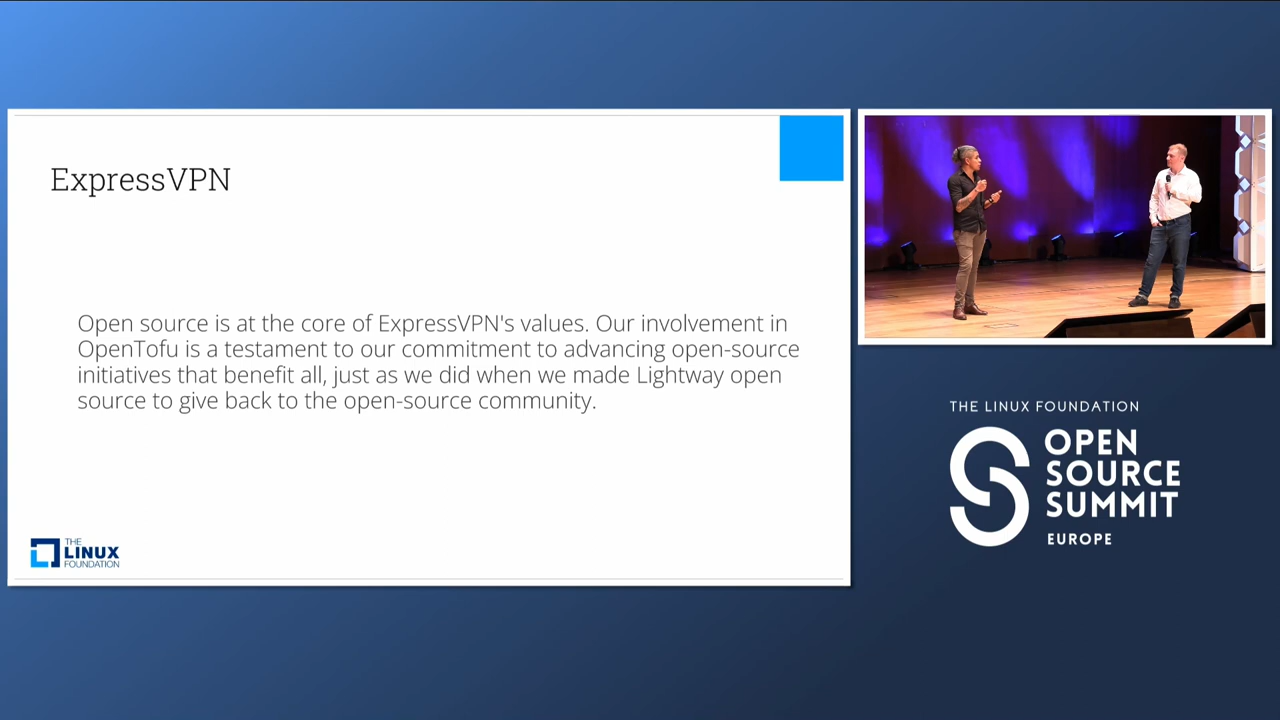 ExpressVPN
Open source is at the core of ExpressVPN's values. Our involvement in
OpenTofu is a testament to our commitment to advancing open-source
initiatives that benefit all, just as we did when we made Lightway open
source to give back to the open-source community.
THE
LINUX
FOUNDATION
THE LINUX FOUNDATION
OPEN
SOURCE
SUMMIT
EUROPE